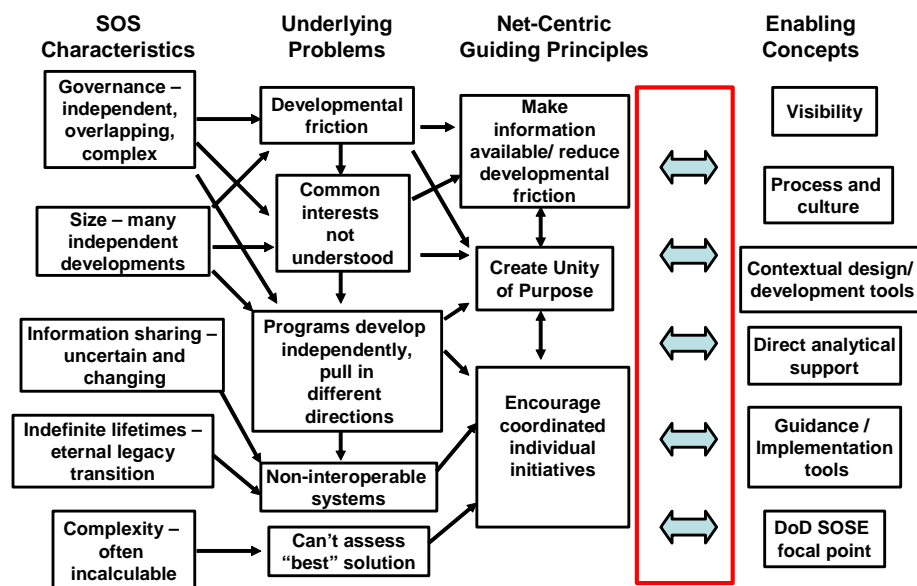 SOS
Characteristics
Underlying
Problems
Net-Centric
Guiding Principles
Enabling
Concepts
Governance –
independent,
overlapping,
complex
Size – many
independent
developments
Information sharing –
uncertain and
changing
Indefinite lifetimes –
eternal legacy
transition
Complexity –
often
incalculable
Developmental
friction
Common
interests
not
understood
Programs develop
independently,
pull in
different
directions
Non-interoperable
systems
Can't assess
“best” solution
Make
information
available/ reduce
developmental
friction
Create Unity
of Purpose
Encourage
coordinated
individual
initiatives
Visibility
Process and
culture
Contextual design/
development tools
Direct analytical
support
Guidance /
Implementation
tools
DoD SOSE
focal point